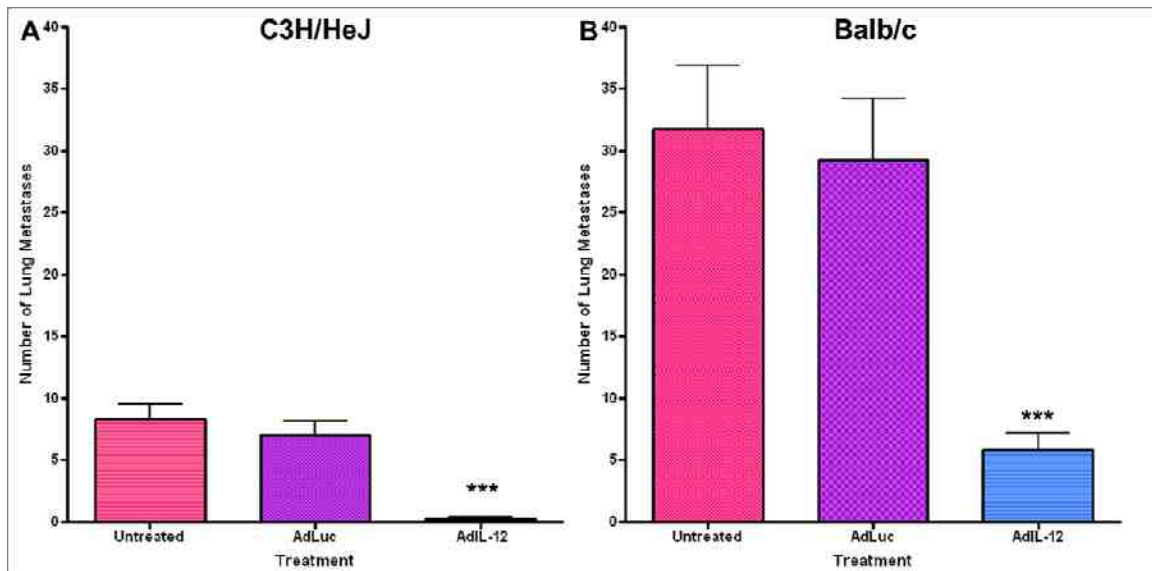 A
C3H/HeJ
Number of Lung Metastases
40
35
30
25
20
15
10
5
0
***
Untreated
AdLuc
AdIL-12
Treatment
B
Balb/c
Number of Lung Metastases
40
35
30
25
20
15
10
5
0
***
Untreated
AdLuc
AdIL-12
Treatment